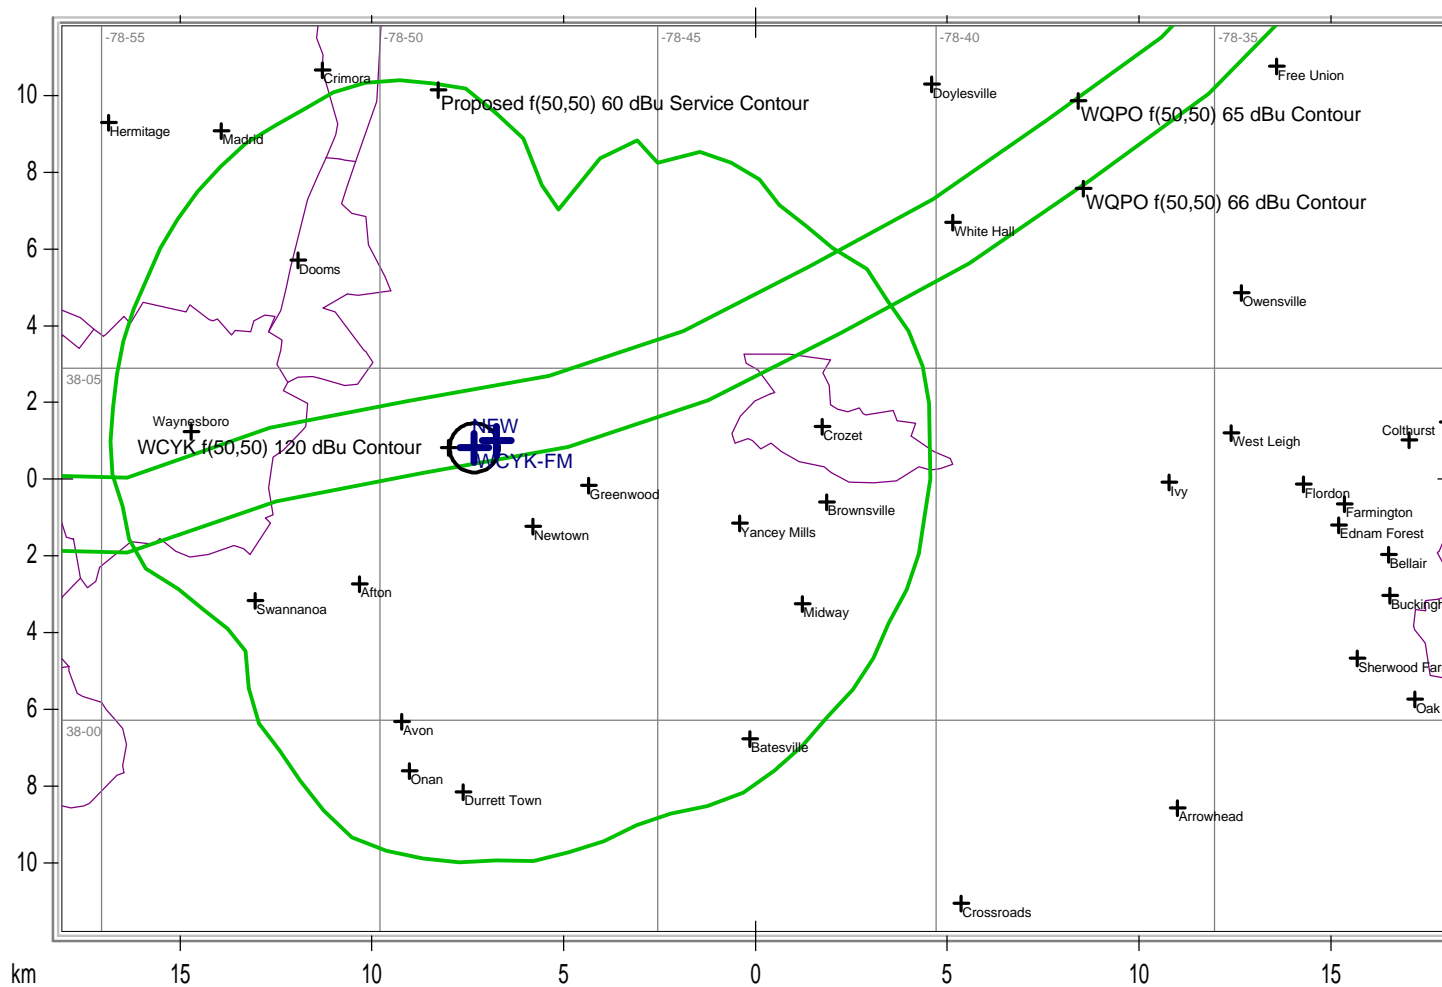 -78-55
-78-50
-78-45
-78-40
-78-35
Crimora
Free Union
Doylesville
10
Proposed f(50,50) 60 dBu Service Contour
WQPO f(50,50) 65 dBu Contour
Hermitage
Madrid
8
WQPO f(50,50) 66 dBu Contour
White Hall
6
Dooms
Owensville
4
38-05
2
Waynesboro
NEW
Crozet
Colthurst
West Leigh
WCYK f(50,50) 120 dBu Contour
WCYK-FM
0
Greenwood
Ivy
Flordon
Brownsville
Farmington
Newtown
Yancey Mills
Ednam Forest
2
Bellair
Afton
Swannanoa
Midway
Buckingh
4
Sherwood Far
6
Oak
38-00
Avon
Batesville
Onan
8
Durrett Town
Arrowhead
10
Crossroads
km
15
10
5
0
5
10
15